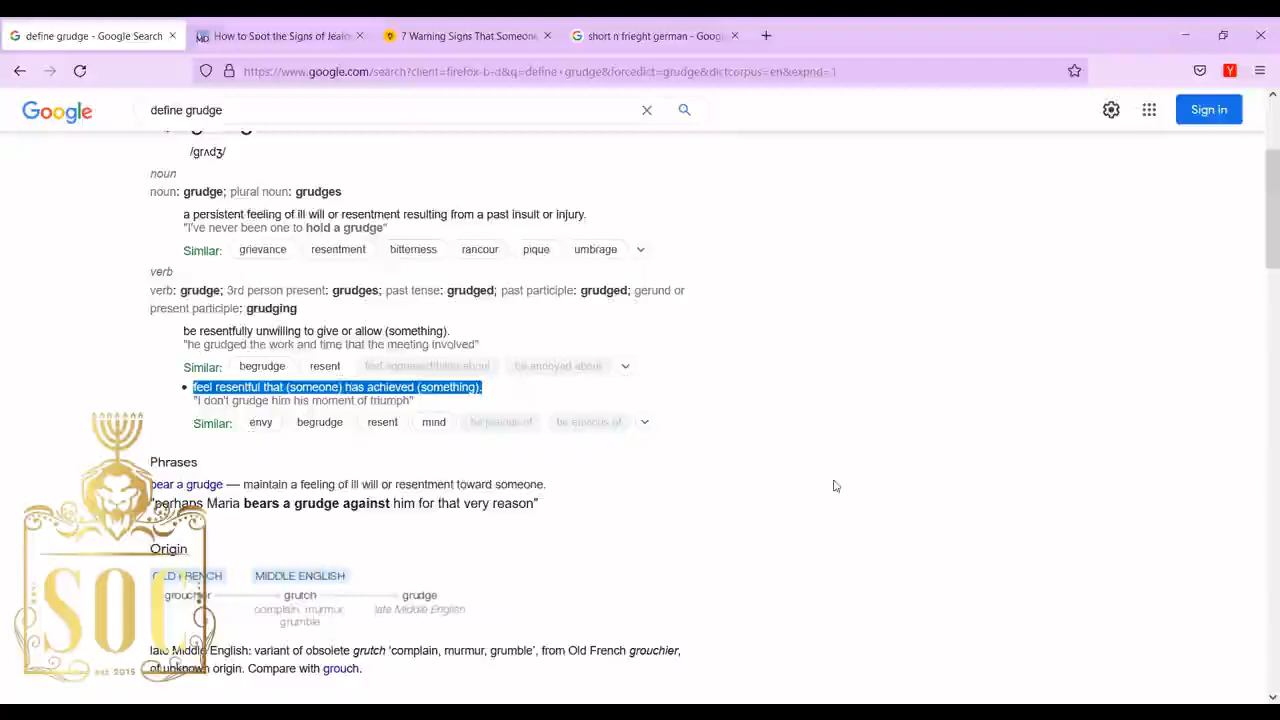 define grudge - Google Search
How to Spot the Signs of Jealo
7 Warning Signs That Someone
short n frieght german - Goog
https://www.google.com/search?client=firefox-b-d&q=define+grudge&forcedict=grudge&dictcorpus=en&expnd=1
Google
define grudge
Sign in
/ɡrʌdʒ/
noun
noun: grudge; plural noun: grudges
a persistent feeling of ill will or resentment resulting from a past insult or injury.
"I've never been one to hold a grudge"
Similar: grievance resentment bitterness rancour pique umbrage
verb
verb: grudge; 3rd person present: grudges; past tense: grudged; past participle: grudged; gerund or
present participle: grudging
be resentfully unwilling to give or allow (something).
"he grudged the work and time that the meeting involved"
Similar: begrudge resent feel aggrieved/bitter about be annoyed about
feel resentful that (someone) has achieved (something).
"I don't grudge him his moment of triumph"
Similar: envy begrudge resent mind be jealous of be envious of
Phrases
bear a grudge — maintain a feeling of ill will or resentment toward someone.
"perhaps Maria bears a grudge against him for that very reason"
Origin
OLD FRENCH MIDDLE ENGLISH
grouchier grutch grudge
complain, murmur, late Middle English
grumble
late Middle English: variant of obsolete grutch 'complain, murmur, grumble', from Old French grouchier,
of unknown origin. Compare with grouch.
SOC
est 2015